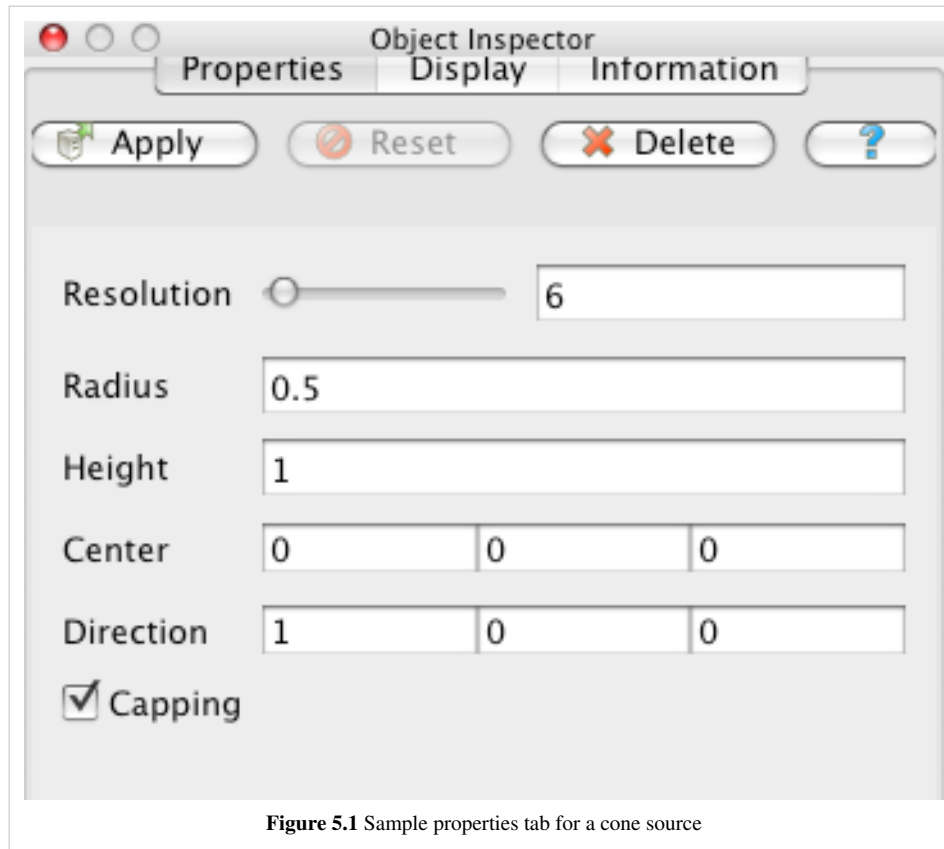 Object Inspector
Properties Display Information
Apply Reset Delete ?
Resolution 6
Radius 0.5
Height 1
Center 0 0 0
Direction 1 0 0
Capping
Figure 5.1 Sample properties tab for a cone source